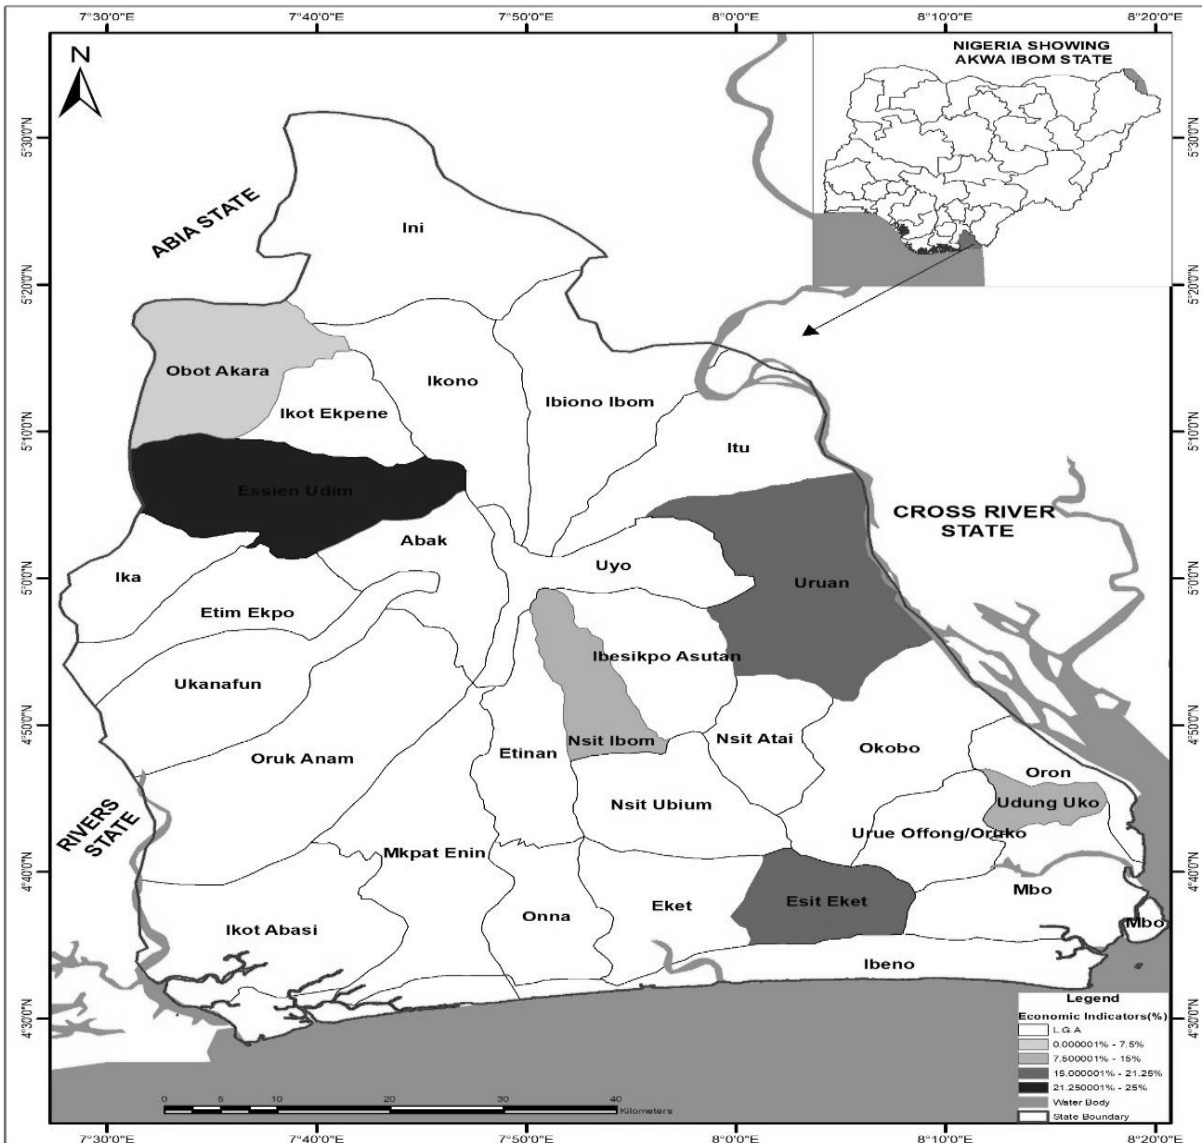 7°30'0"E 7°40'0"E 7°50'0"E 8°0'0"E 8°10'0"E 8°20'0"E
N
NIGERIA SHOWING
AKWA IBOM STATE
5°30'0"N 5°30'0"N
ABIA STATE
Ini
5°20'0"N 5°20'0"N
Obot Akara
Ikono
Ibiono Ibom
Ikot Ekpene
5°10'0"N 5°10'0"N
Itu
Essien Udim
CROSS RIVER
STATE
Abak
Uyo
Ika
Uruan
5°0'0"N 5°0'0"N
Etim Ekpo
Ibesikpo Asutan
Ukanafun
4°50'0"N 4°50'0"N
Nsit Ibom
Nsit Atai
Okobo
Etinan
Oruk Anam
Oron
Udung Uko
Nsit Ubium
RIVERS
STATE
Urue Offong/Oruko
Mkpat Enin
4°40'0"N 4°40'0"N
Mbo
Esit Eket
Eket
Onna
Ikot Abasi
Mbo
Ibeno
4°30'0"N 4°30'0"N
Legend
Economic Indicators(%)
L.G.A
0.000001% - 7.5%
7.500001% - 15%
15.000001% - 21.25%
21.250001% - 25%
Water Body
State Boundary
0 5 10 20 30 40
Kilometers
7°30'0"E 7°40'0"E 7°50'0"E 8°0'0"E 8°10'0"E 8°20'0"E